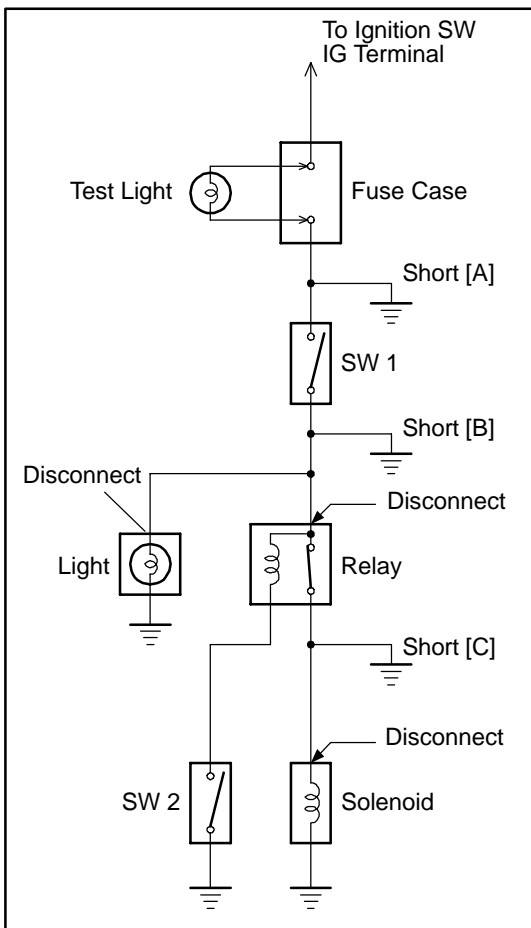 To Ignition SW
IG Terminal
Test Light
Fuse Case
Short [A]
SW 1
Short [B]
Disconnect
Disconnect
Light
Relay
Short [C]
Disconnect
SW 2
Solenoid